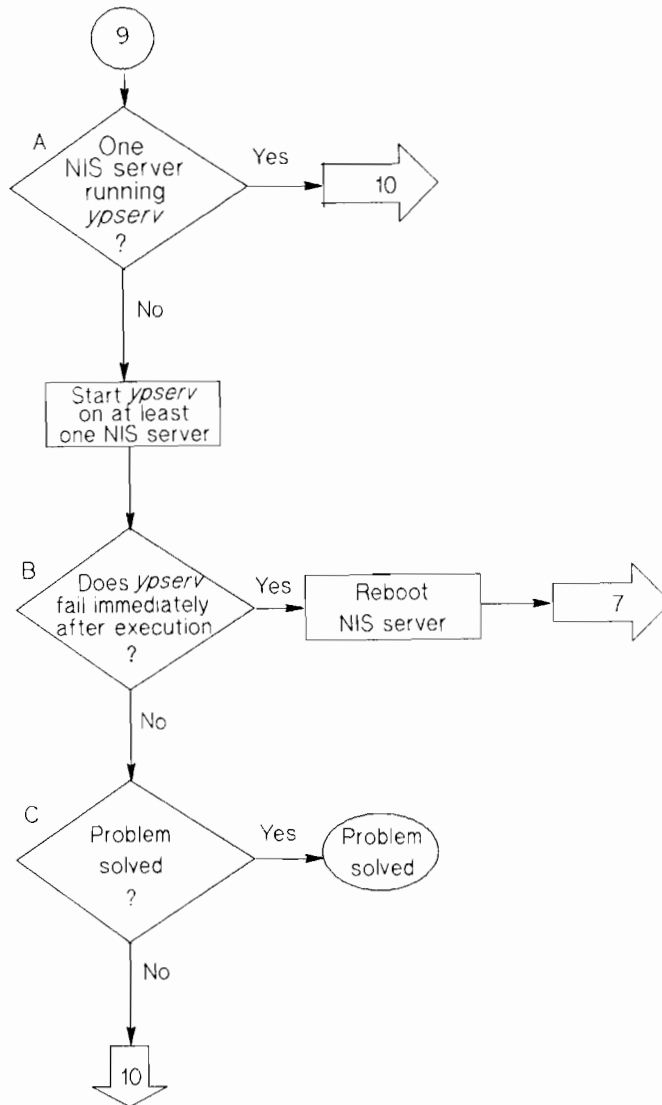 9
A
One
NIS server
running
ypserv
?
Yes
10
No
Start ypserv
on at least
one NIS server
B
Does ypserv
fail immediately
after execution
?
Yes
Reboot
NIS server
7
No
C
Problem
solved
?
Yes
Problem
solved
No
10